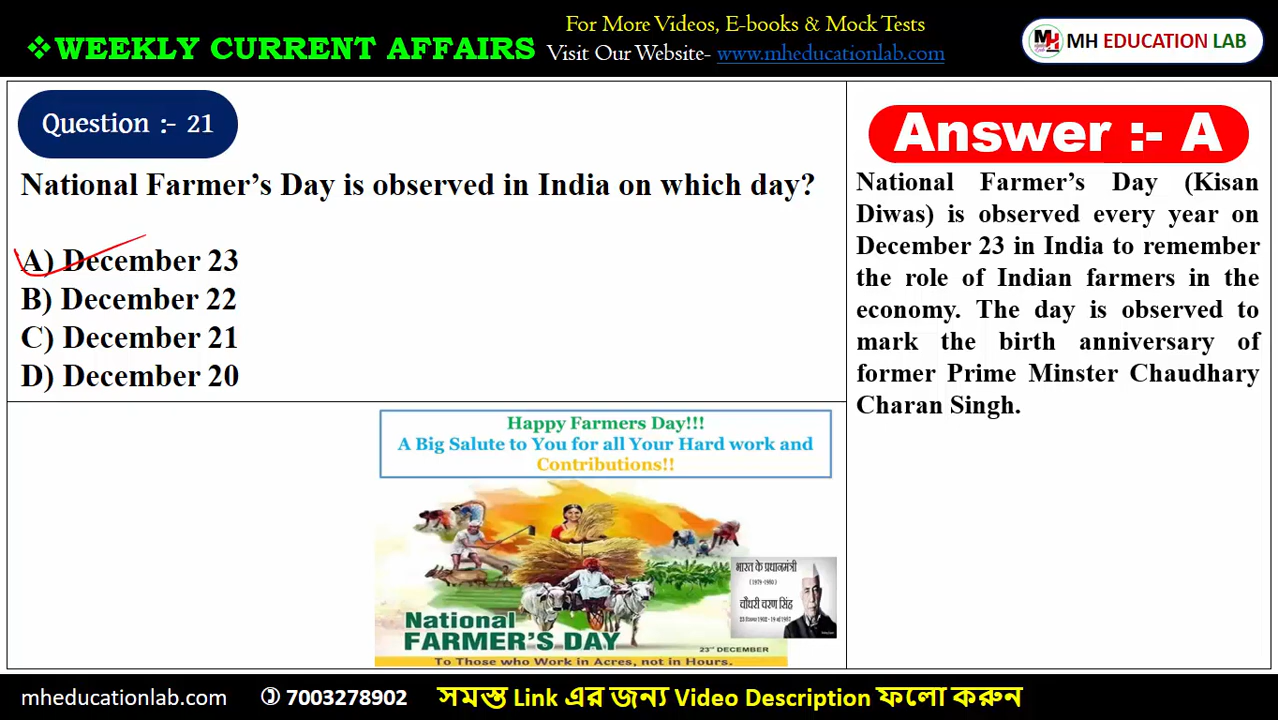 ❖WEEKLY CURRENT AFFAIRS
For More Videos, E-books & Mock Tests
Visit Our Website- www.mheducationlab.com
MH EDUCATION LAB
Question :- 21
National Farmer’s Day is observed in India on which day?
A) December 23
B) December 22
C) December 21
D) December 20
Answer :- A
National Farmer’s Day (Kisan
Diwas) is observed every year on
December 23 in India to remember
the role of Indian farmers in the
economy. The day is observed to
mark the birth anniversary of
former Prime Minster Chaudhary
Charan Singh.
Happy Farmers Day!!!
A Big Salute to You for all Your Hard work and
Contributions!!
भारत के प्रधानमंत्री
(1979-1980)
चौधरी चरण सिंह
National
FARMER'S DAY
23RD DECEMBER
To Those who Work in Acres, not in Hours.
mheducationlab.com
7003278902
সমস্ত Link এর জন্য Video Description ফলো করুন